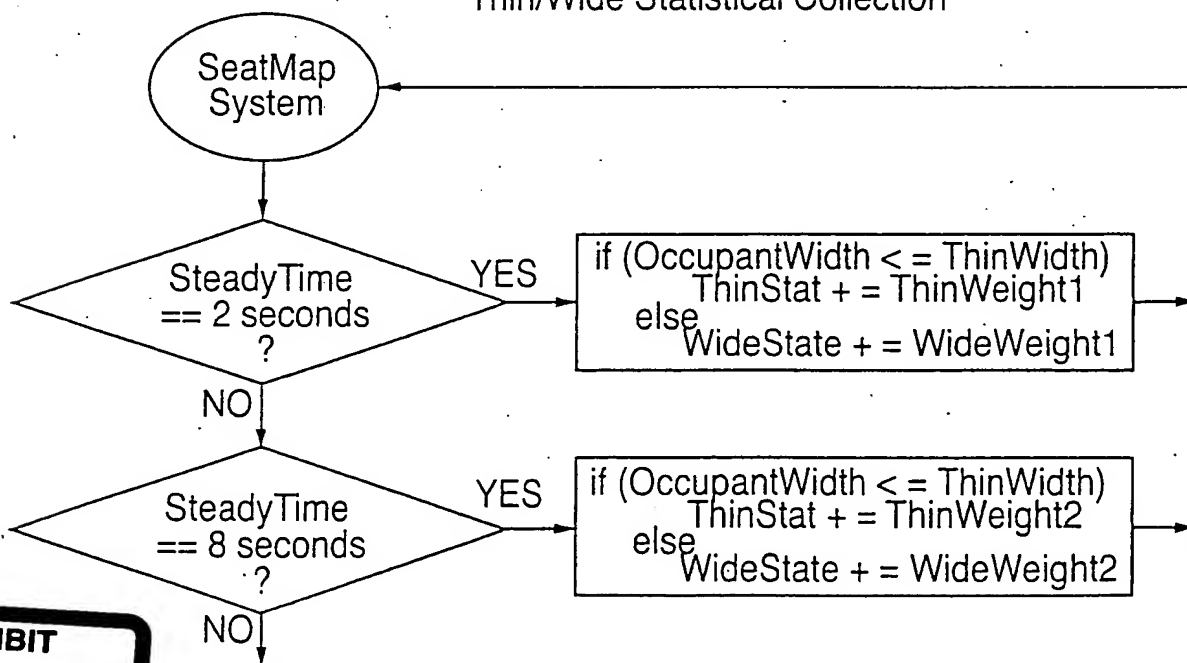 Thin/Wide Statistical Collection
SeatMap
System
SteadyTime
== 2 seconds
?
YES
if (OccupantWidth < = ThinWidth)
ThinStat + = ThinWeight1
else
WideState + = WideWeight1
NO
SteadyTime
== 8 seconds
?
YES
if (OccupantWidth < = ThinWidth)
ThinStat + = ThinWeight2
else
WideState + = WideWeight2
NO